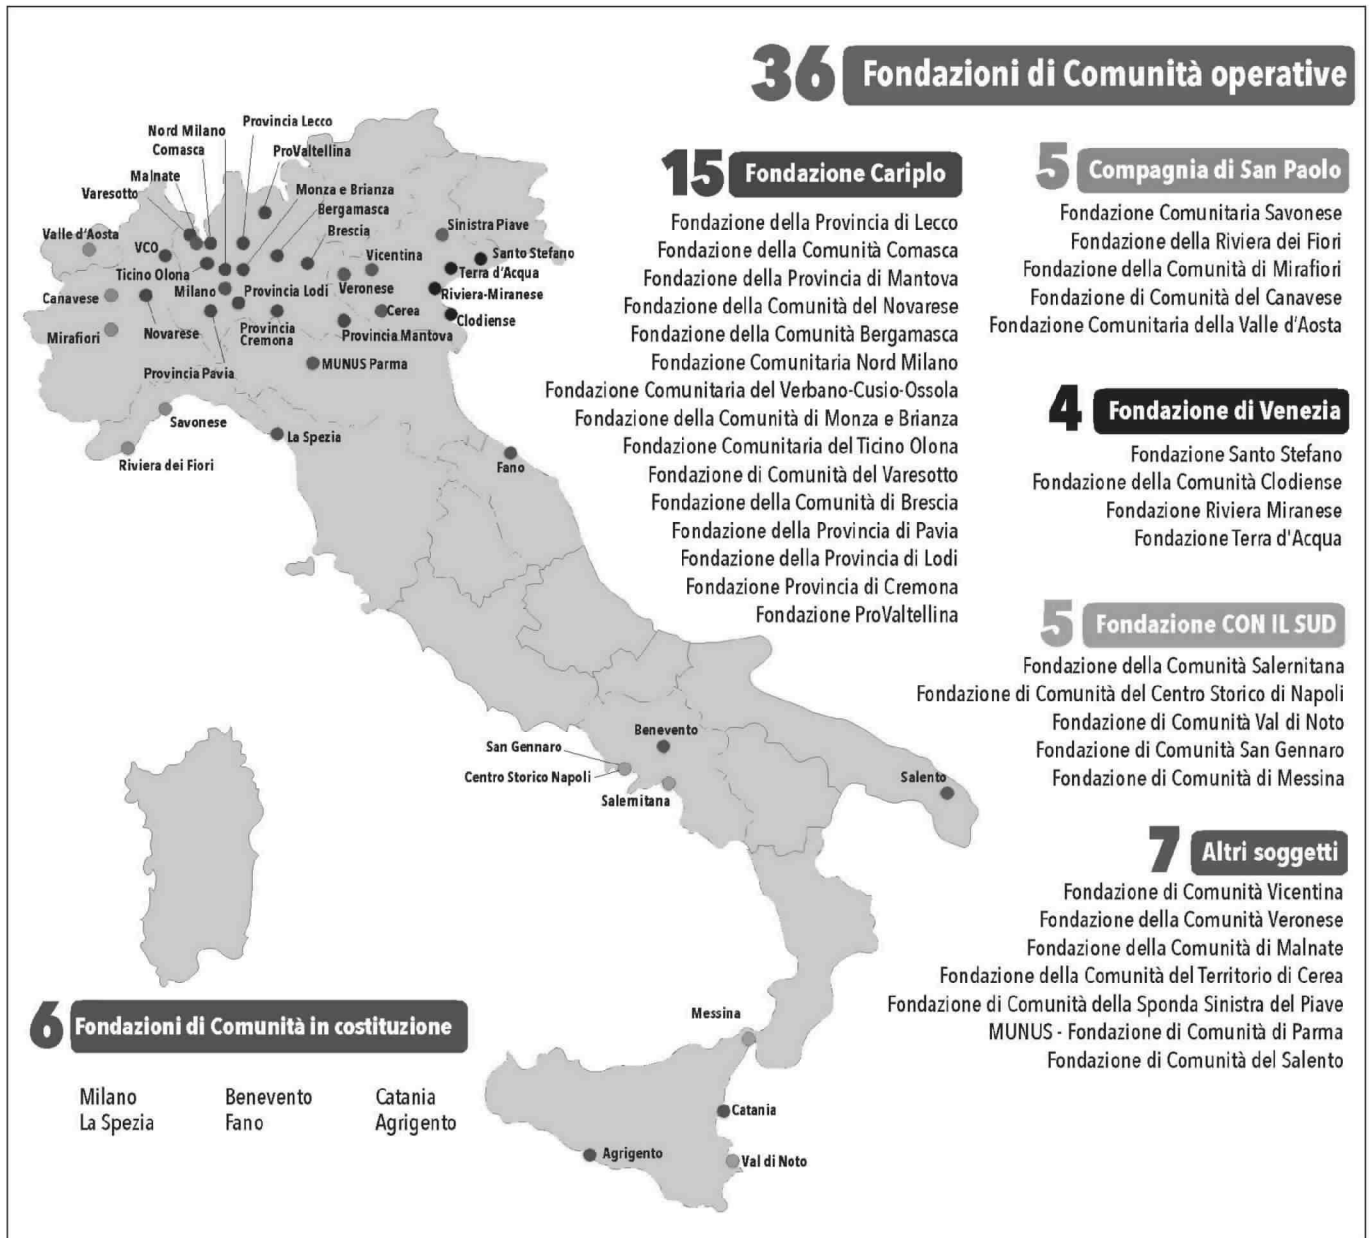 36 Fondazioni di Comunità operative
15 Fondazione Cariplo
Fondazione della Provincia di Lecco
Fondazione della Comunità Comasca
Fondazione della Provincia di Mantova
Fondazione della Comunità del Novarese
Fondazione della Comunità Bergamasca
Fondazione Comunitaria Nord Milano
Fondazione Comunitaria del Verbano-Cusio-Ossola
Fondazione della Comunità di Monza e Brianza
Fondazione Comunitaria del Ticino Olona
Fondazione di Comunità del Varesotto
Fondazione della Comunità di Brescia
Fondazione della Provincia di Pavia
Fondazione della Provincia di Lodi
Fondazione Provincia di Cremona
Fondazione ProValtellina
5 Compagnia di San Paolo
Fondazione Comunitaria Savonese
Fondazione della Riviera dei Fiori
Fondazione della Comunità di Mirafiori
Fondazione di Comunità del Canavese
Fondazione Comunitaria della Valle d'Aosta
4 Fondazione di Venezia
Fondazione Santo Stefano
Fondazione della Comunità Clodiense
Fondazione Riviera Miranese
Fondazione Terra d'Acqua
5 Fondazione CON IL SUD
Fondazione della Comunità Salernitana
Fondazione di Comunità del Centro Storico di Napoli
Fondazione di Comunità Val di Noto
Fondazione di Comunità San Gennaro
Fondazione di Comunità di Messina
7 Altri soggetti
Fondazione di Comunità Vicentina
Fondazione della Comunità Veronese
Fondazione della Comunità di Malnate
Fondazione della Comunità del Territorio di Cerea
Fondazione di Comunità della Sponda Sinistra del Piave
MUNUS - Fondazione di Comunità di Parma
Fondazione di Comunità del Salento
Provincia Lecco
Nord Milano
Comasca
ProValtellina
Malnate
Varesotto
Monza e Brianza
Bergamasca
Brescia
Sinistra Piave
Valle d'Aosta
VCO
Vicentina
Santo Stefano
Ticino Olona
Terra d'Acqua
Canavese
Milano
Provincia Lodi
Veronese
Riviera-Miranese
Cerea
Clodiense
Mirafiori
Novarese
Provincia
Cremona
Provincia Mantova
Provincia Pavia
MUNUS Parma
Savonese
La Spezia
Riviera dei Fiori
Fano
Benevento
San Gennaro
Centro Storico Napoli
Salernitana
Salento
Messina
Catania
Agrigento
Val di Noto
6 Fondazioni di Comunità in costituzione
Milano Benevento Catania
La Spezia Fano Agrigento